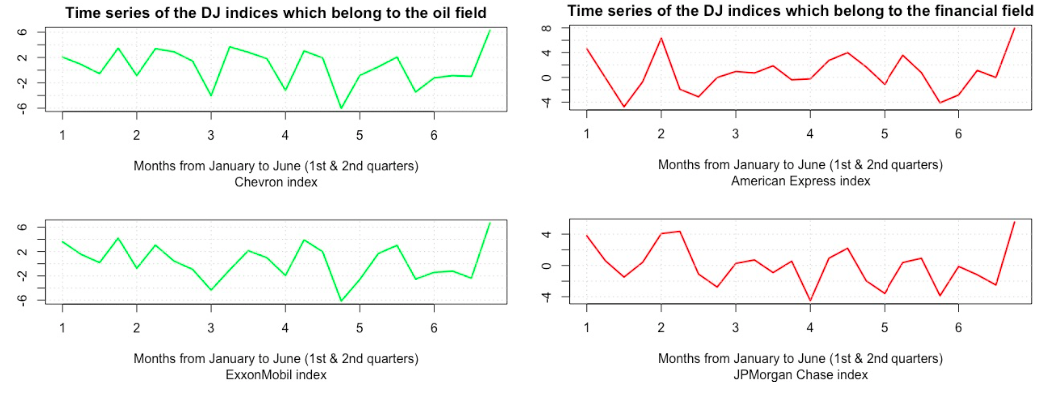 Time series of the DJ indices which belong to the oil field
6
2
-2
-6
1 2 3 4 5 6
Months from January to June (1st & 2nd quarters)
Chevron index
Time series of the DJ indices which belong to the financial field
8
4
0
-4
1 2 3 4 5 6
Months from January to June (1st & 2nd quarters)
American Express index
6
2
-2
-6
1 2 3 4 5 6
Months from January to June (1st & 2nd quarters)
ExxonMobil index
4
0
-4
1 2 3 4 5 6
Months from January to June (1st & 2nd quarters)
JPMorgan Chase index